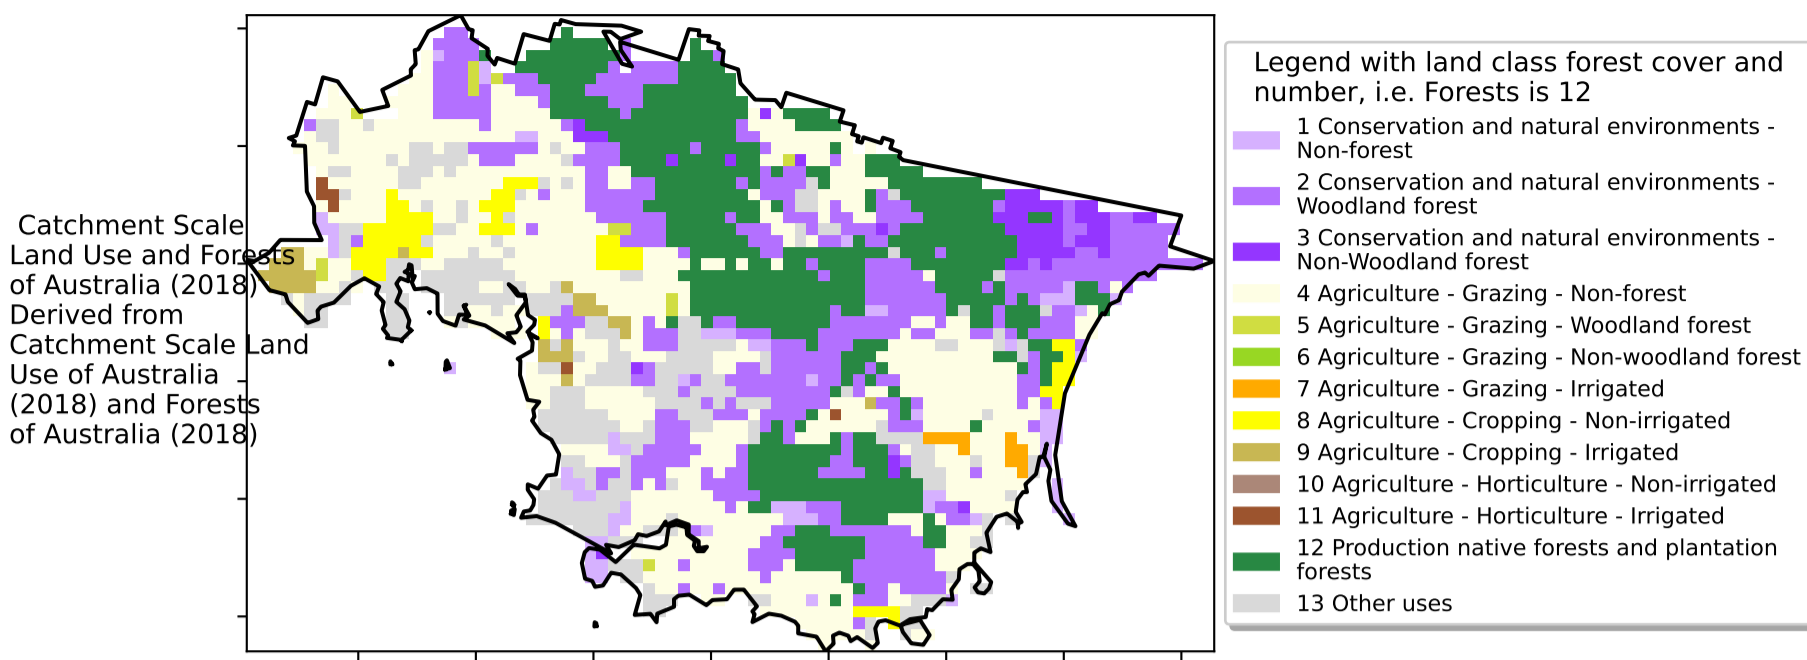 Catchment Scale
Land Use and Forests
of Australia (2018)
Derived from
Catchment Scale Land
Use of Australia
(2018) and Forests
of Australia (2018)
Legend with land class forest cover and
number, i.e. Forests is 12
1 Conservation and natural environments -
Non-forest
2 Conservation and natural environments -
Woodland forest
3 Conservation and natural environments -
Non-Woodland forest
4 Agriculture - Grazing - Non-forest
5 Agriculture - Grazing - Woodland forest
6 Agriculture - Grazing - Non-woodland forest
7 Agriculture - Grazing - Irrigated
8 Agriculture - Cropping - Non-irrigated
9 Agriculture - Cropping - Irrigated
10 Agriculture - Horticulture - Non-irrigated
11 Agriculture - Horticulture - Irrigated
12 Production native forests and plantation
forests
13 Other uses